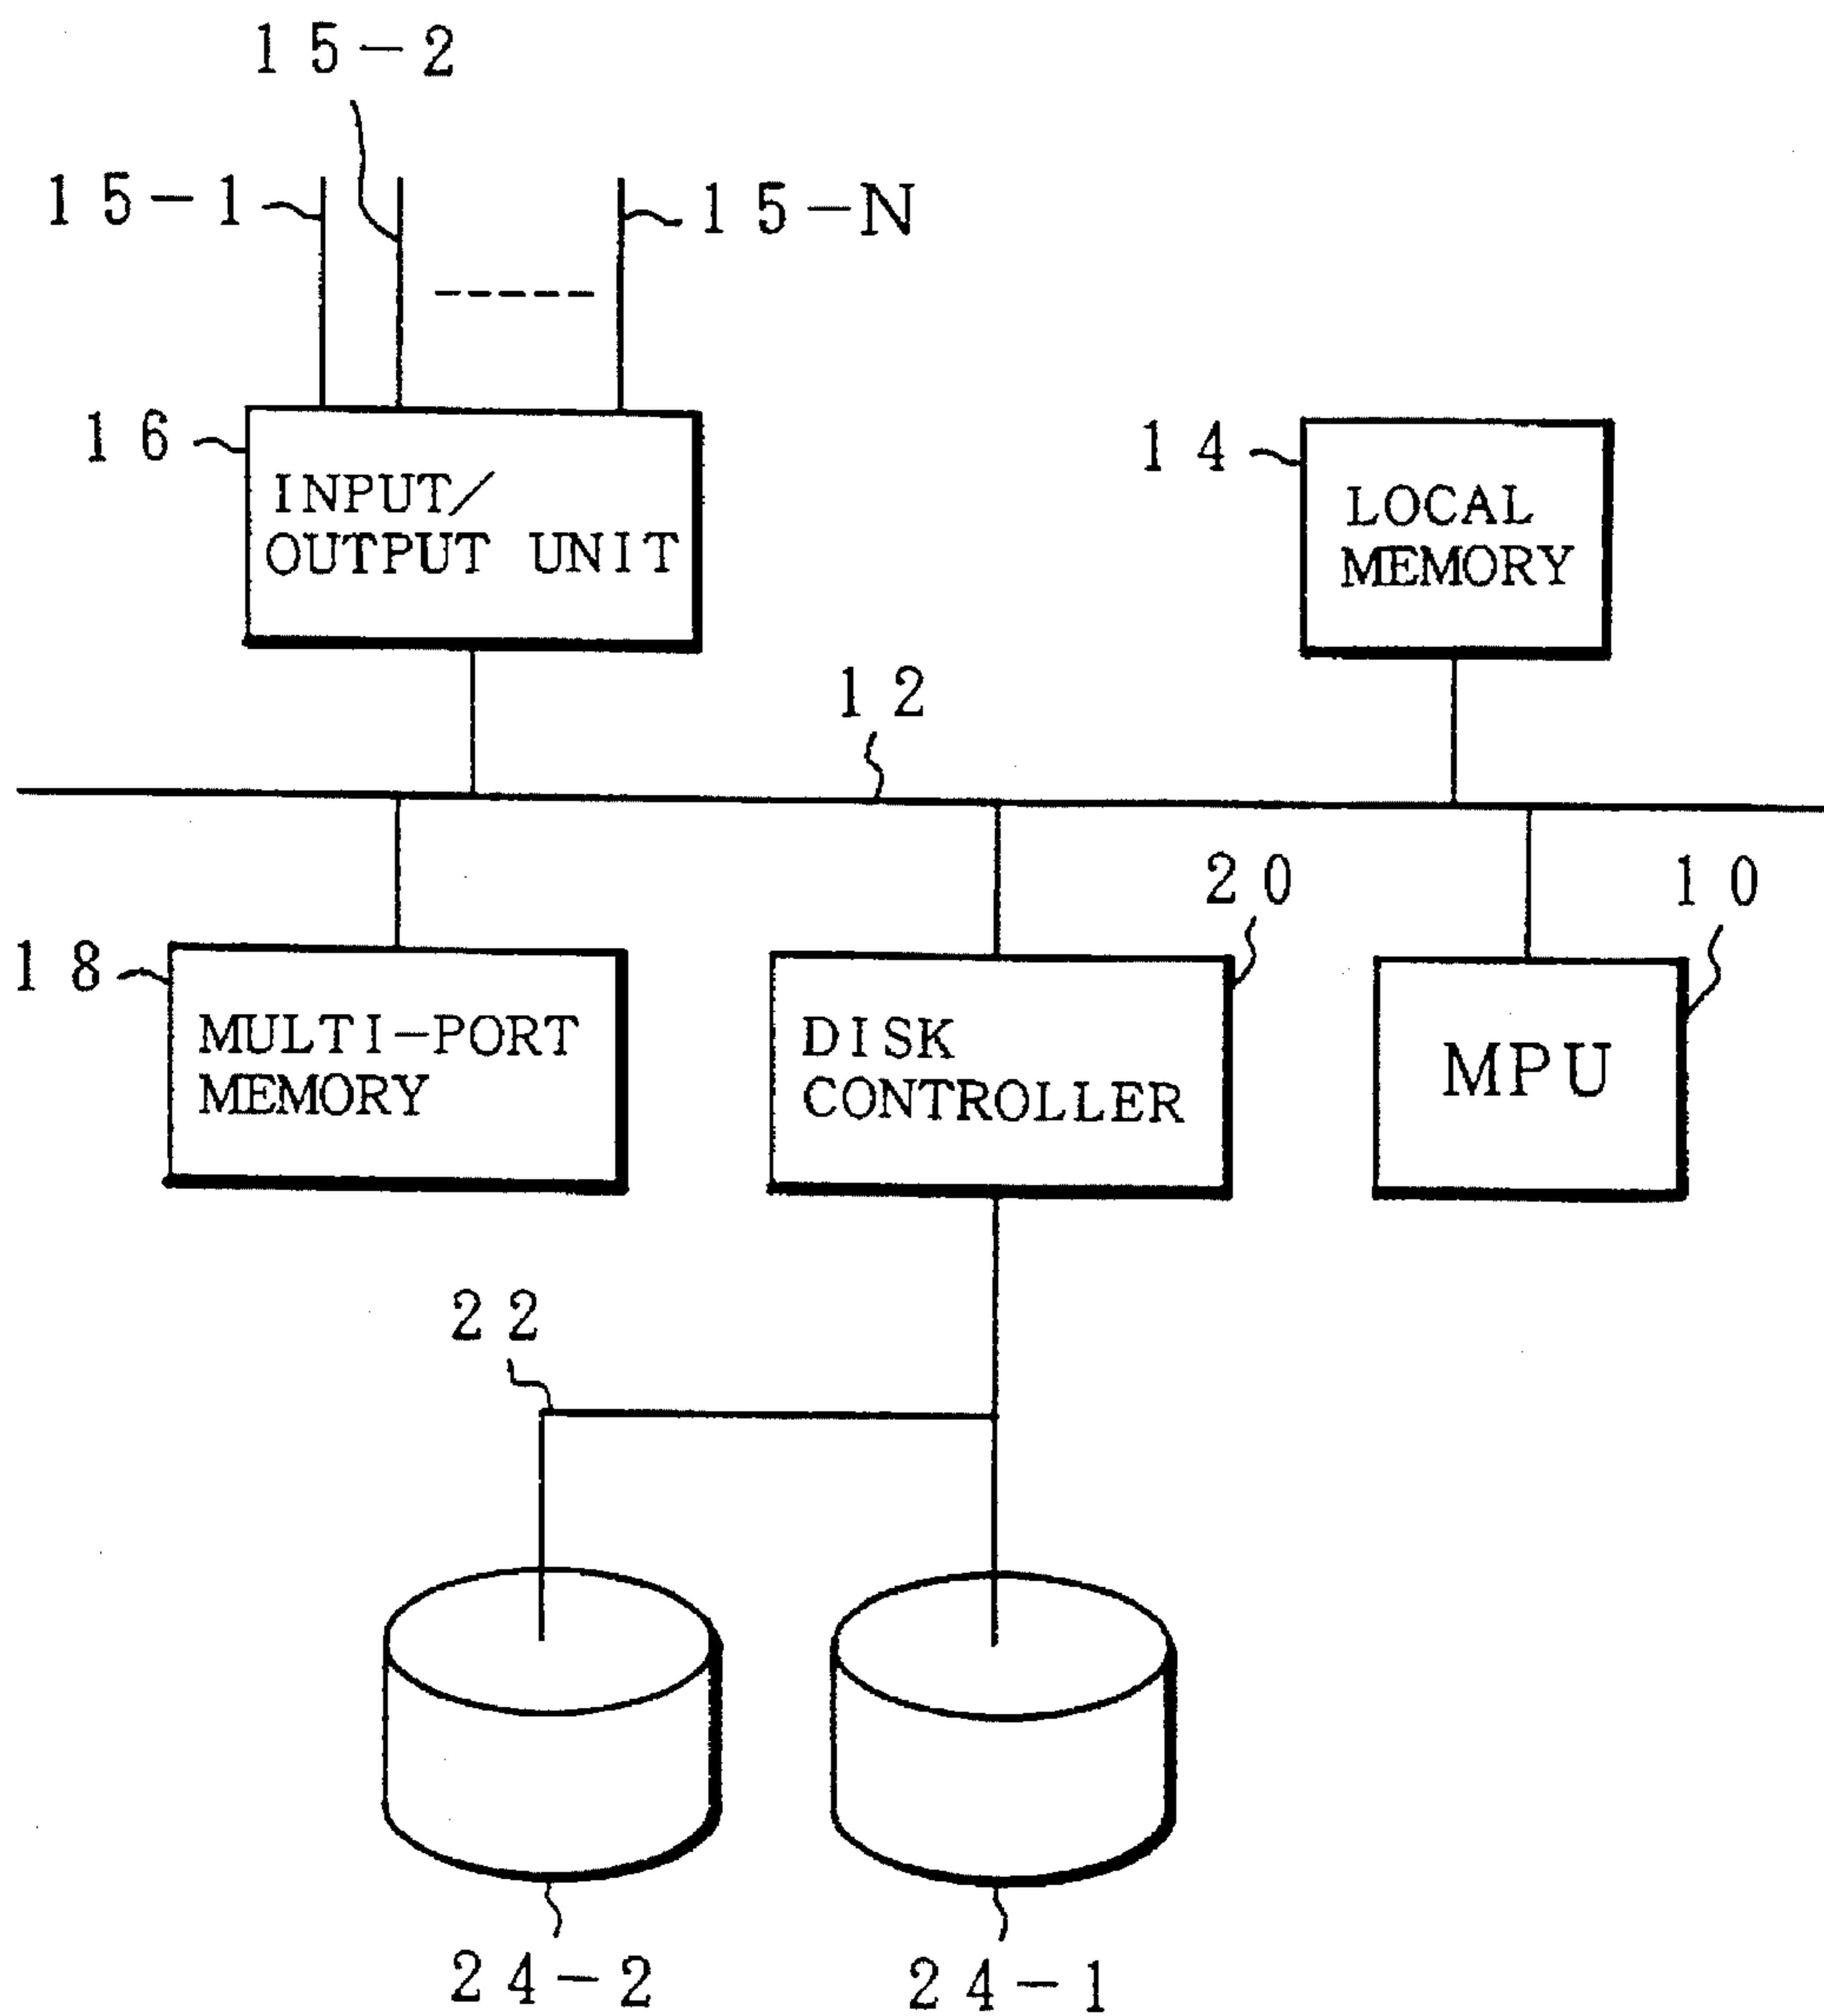 15-2
15-1
15-N
16
INPUT/
OUTPUT UNIT
14
LOCAL
MEMORY
12
20
10
18
MULTI-PORT
MEMORY
DISK
CONTROLLER
MPU
22
24-2
24-1